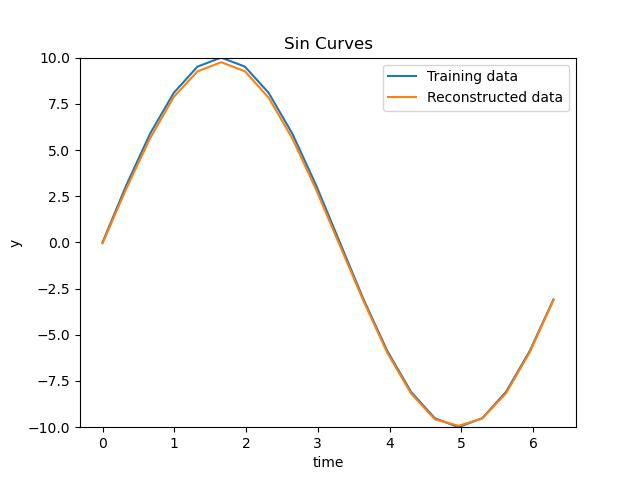 Sin Curves
Training data
Reconstructed data
10.0
7.5
5.0
2.5
0.0
−2.5
−5.0
−7.5
−10.0
y
0 1 2 3 4 5 6
time